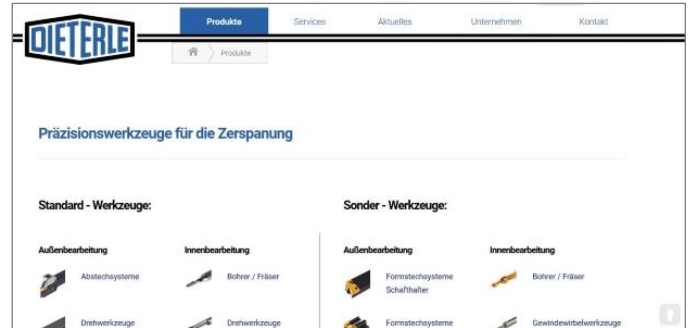 Produkte
Services
Aktuelles
Unternehmen
Kontakt
DIETERLE
Produkte
Präzisionswerkzeuge für die Zerspanung
Standard - Werkzeuge:
Sonder - Werkzeuge:
Außenbearbeitung
Innenbearbeitung
Außenbearbeitung
Innenbearbeitung
Abstechsysteme
Bohrer / Fräser
Formstechsysteme
Schafthalter
Bohrer / Fräser
Drehwerkzeuge
Drehwerkzeuge
Formstechsysteme
Gewindewirbelwerkzeuge